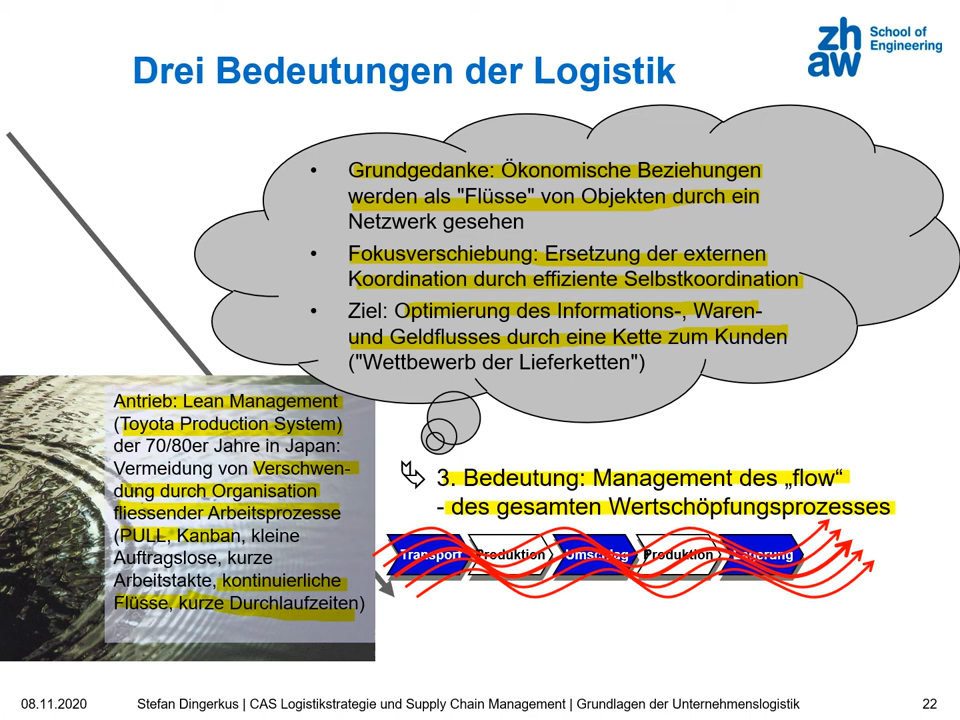 zh
aw
School of
Engineering
Drei Bedeutungen der Logistik
• Grundgedanke: Ökonomische Beziehungen
werden als "Flüsse" von Objekten durch ein
Netzwerk gesehen
• Fokusverschiebung: Ersetzung der externen
Koordination durch effiziente Selbstkoordination
• Ziel: Optimierung des Informations-, Waren-
und Geldflusses durch eine Kette zum Kunden
("Wettbewerb der Lieferketten")
Antrieb: Lean Management
(Toyota Production System)
der 70/80er Jahre in Japan:
Vermeidung von Verschwen-
dung durch Organisation
fliessender Arbeitsprozesse
(PULL, Kanban, kleine
Auftragslose, kurze
Arbeitstakte, kontinuierliche
Flüsse, kurze Durchlaufzeiten)
3. Bedeutung: Management des „flow“
- des gesamten Wertschöpfungsprozesses
Transport Produktion Umschlag Produktion Lagerung
08.11.2020 Stefan Dingerkus | CAS Logistikstrategie und Supply Chain Management | Grundlagen der Unternehmenslogistik 22